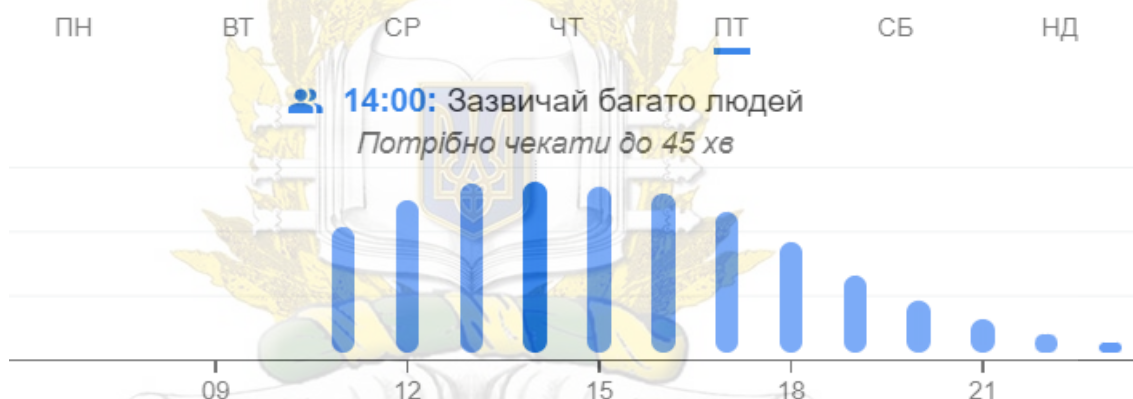 ПН ВТ СР ЧТ ПТ СБ НД
14:00: Зазвичай багато людей
Потрібно чекати до 45 хв
09 12 15 18 21